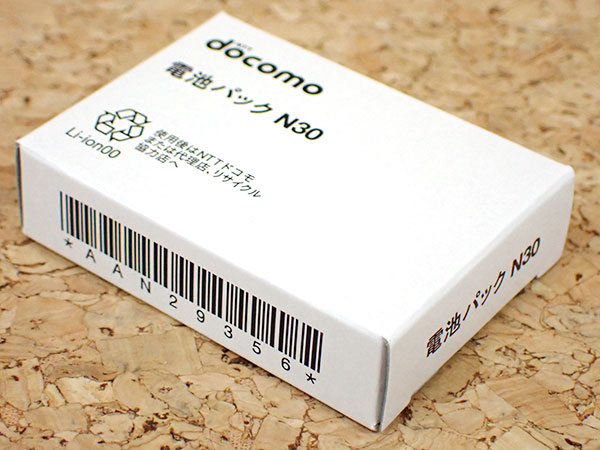 NTT
docomo
電池パック N30
Li-ion00
使用後はNTTドコモ
または代理店、リサイクル
協力店へ
*AAN29356*
電池パック N30